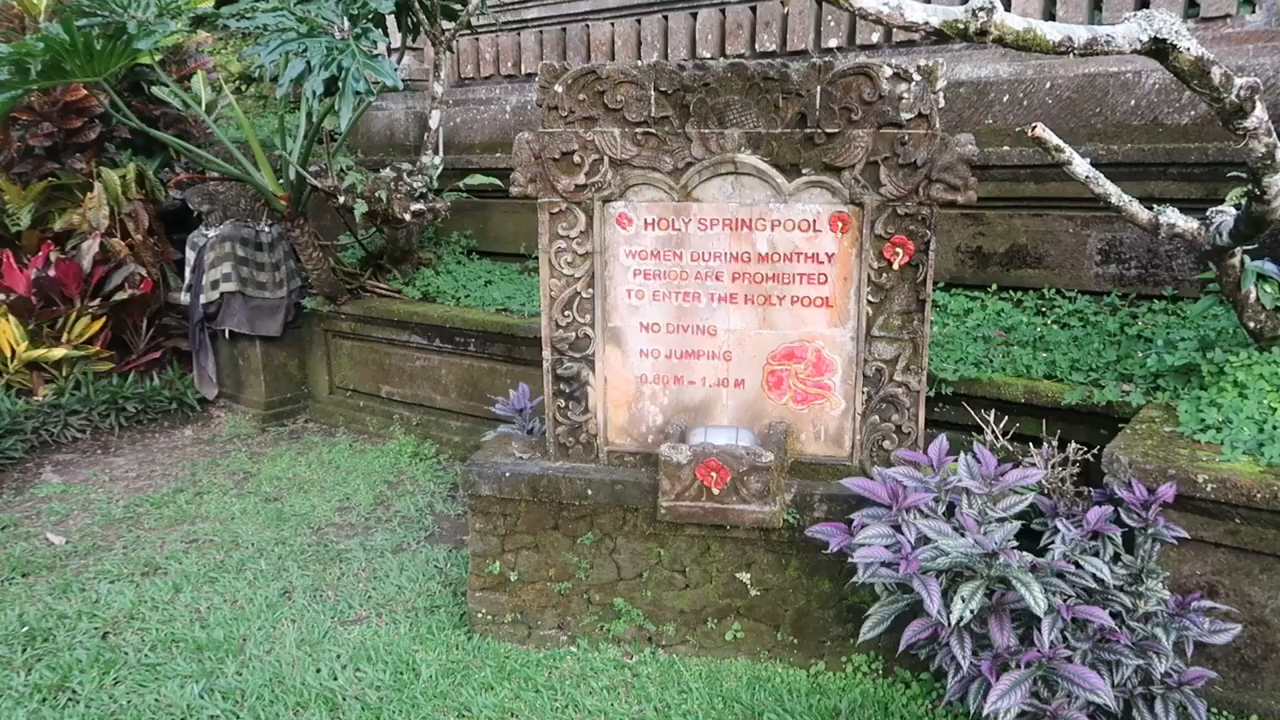 HOLY SPRING POOL
WOMEN DURING MONTHLY
PERIOD ARE PROHIBITED
TO ENTER THE HOLY POOL
NO DIVING
NO JUMPING
0.80 M - 1.40 M